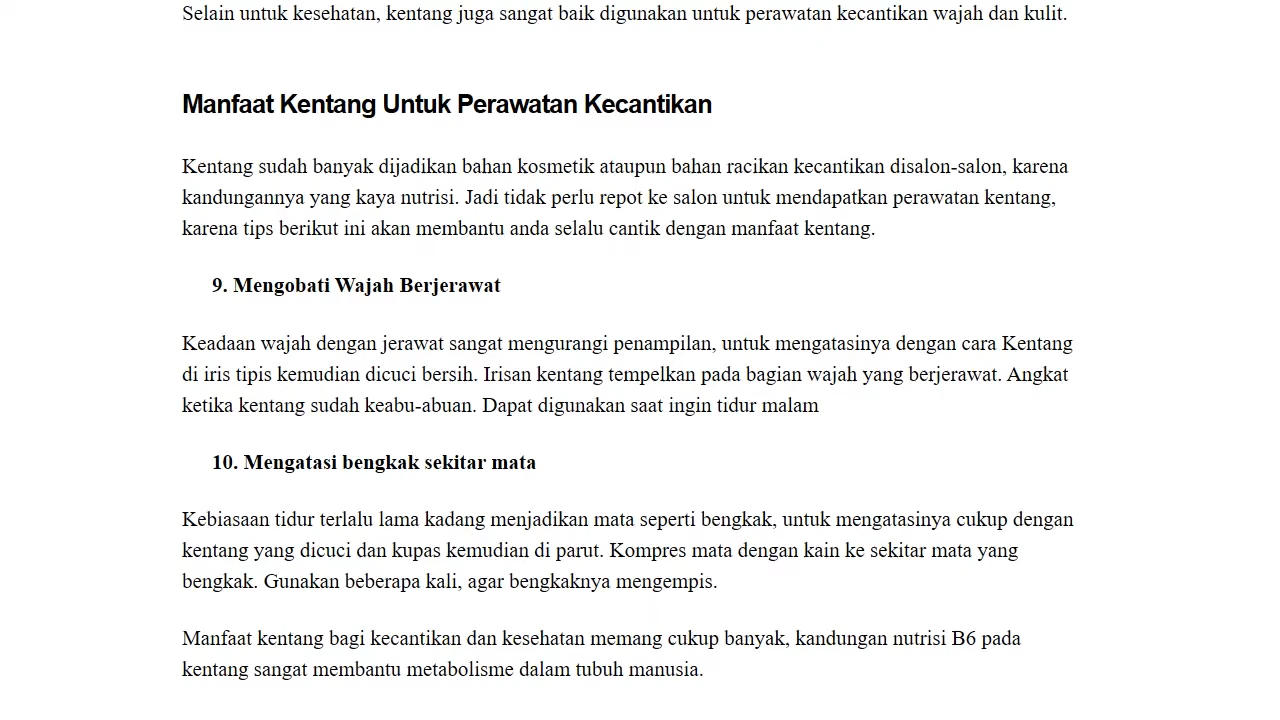 Selain untuk kesehatan, kentang juga sangat baik digunakan untuk perawatan kecantikan wajah dan kulit.
Manfaat Kentang Untuk Perawatan Kecantikan
Kentang sudah banyak dijadikan bahan kosmetik ataupun bahan racikan kecantikan disalon-salon, karena
kandungannya yang kaya nutrisi. Jadi tidak perlu repot ke salon untuk mendapatkan perawatan kentang,
karena tips berikut ini akan membantu anda selalu cantik dengan manfaat kentang.
9. Mengobati Wajah Berjerawat
Keadaan wajah dengan jerawat sangat mengurangi penampilan, untuk mengatasinya dengan cara Kentang
di iris tipis kemudian dicuci bersih. Irisan kentang tempelkan pada bagian wajah yang berjerawat. Angkat
ketika kentang sudah keabu-abuan. Dapat digunakan saat ingin tidur malam
10. Mengatasi bengkak sekitar mata
Kebiasaan tidur terlalu lama kadang menjadikan mata seperti bengkak, untuk mengatasinya cukup dengan
kentang yang dicuci dan kupas kemudian di parut. Kompres mata dengan kain ke sekitar mata yang
bengkak. Gunakan beberapa kali, agar bengkaknya mengempis.
Manfaat kentang bagi kecantikan dan kesehatan memang cukup banyak, kandungan nutrisi B6 pada
kentang sangat membantu metabolisme dalam tubuh manusia.